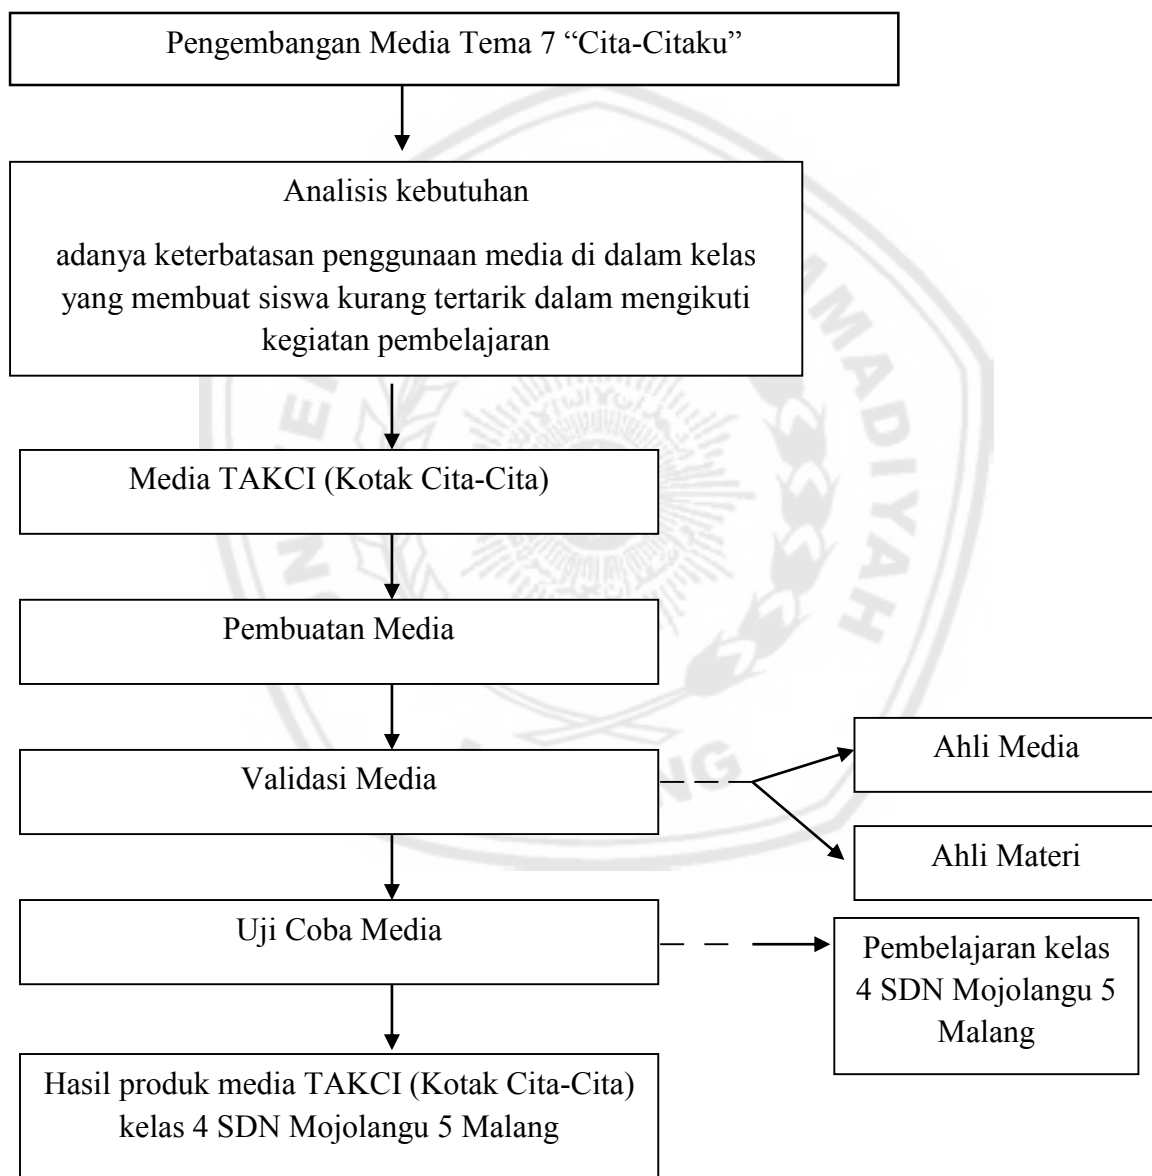 Pengembangan Media Tema 7 “Cita-Citaku”
Analisis kebutuhan
adanya keterbatasan penggunaan media di dalam kelas
yang membuat siswa kurang tertarik dalam mengikuti
kegiatan pembelajaran
Media TAKCI (Kotak Cita-Cita)
Pembuatan Media
Validasi Media
Ahli Media
Ahli Materi
Uji Coba Media
Pembelajaran kelas
4 SDN Mojolangu 5
Malang
Hasil produk media TAKCI (Kotak Cita-Cita)
kelas 4 SDN Mojolangu 5 Malang